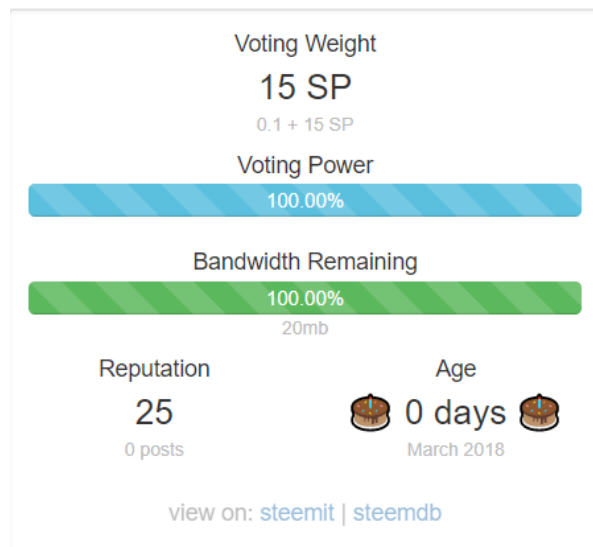 Voting Weight
15 SP
0.1 + 15 SP
Voting Power
100.00%
Bandwidth Remaining
100.00%
20mb
Reputation
25
0 posts
Age
0 days
March 2018
view on: steemit | steemdb